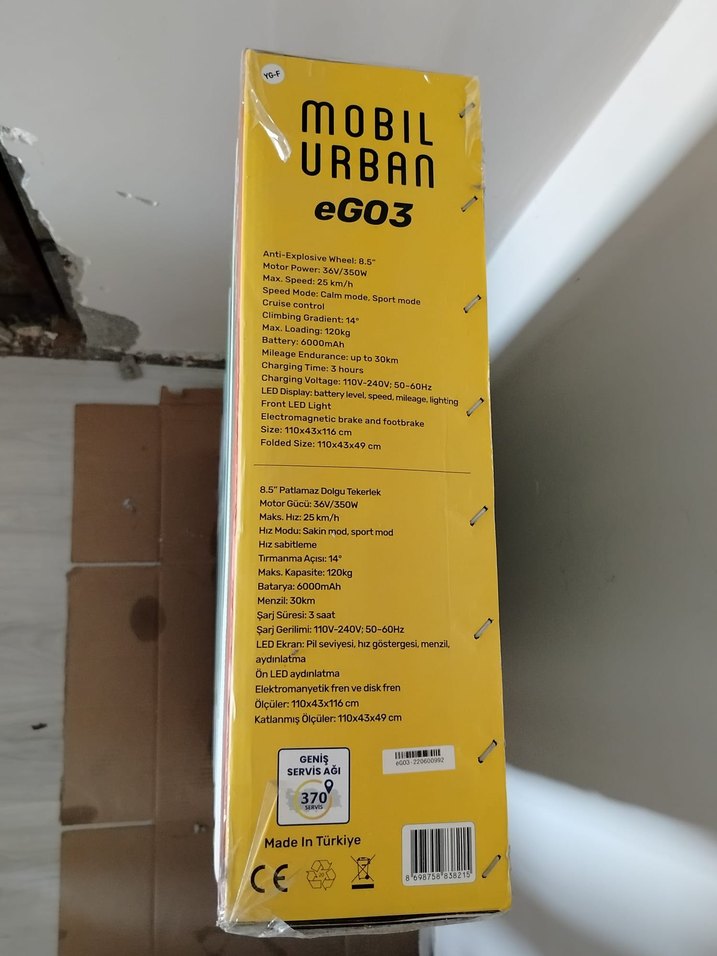 YG-F
MOBIL
URBAN
eGO3
Anti-Explosive Wheel: 8.5"
Motor Power: 36V/350W
Max. Speed: 25 km/h
Speed Mode: Calm mode, Sport mode
Cruise control
Climbing Gradient: 14°
Max. Loading: 120kg
Battery: 6000mAh
Mileage Endurance: up to 30km
Charging Time: 3 hours
Charging Voltage: 110V-240V; 50~60Hz
LED Display: battery level, speed, mileage, lighting
Front LED Light
Electromagnetic brake and footbrake
Size: 110x43x116 cm
Folded Size: 110x43x49 cm
8.5" Patlamaz Dolgu Tekerlek
Motor Gücü: 36V/350W
Maks. Hız: 25 km/h
Hız Modu: Sakin mod, sport mod
Hız sabitleme
Tırmanma Açısı: 14°
Maks. Kapasite: 120kg
Batarya: 6000mAh
Menzil: 30km
Şarj Süresi: 3 saat
Şarj Gerilimi: 110V-240V; 50~60Hz
LED Ekran: Pil seviyesi, hız göstergesi, menzil,
aydınlatma
Ön LED aydınlatma
Elektromanyetik fren ve disk fren
Ölçüler: 110x43x116 cm
Katlanmış Ölçüler: 110x43x49 cm
GENİŞ
SERVİS AĞI
370
SERVİS
eG03-220600992
Made In Türkiye
CE
8 698758 838215